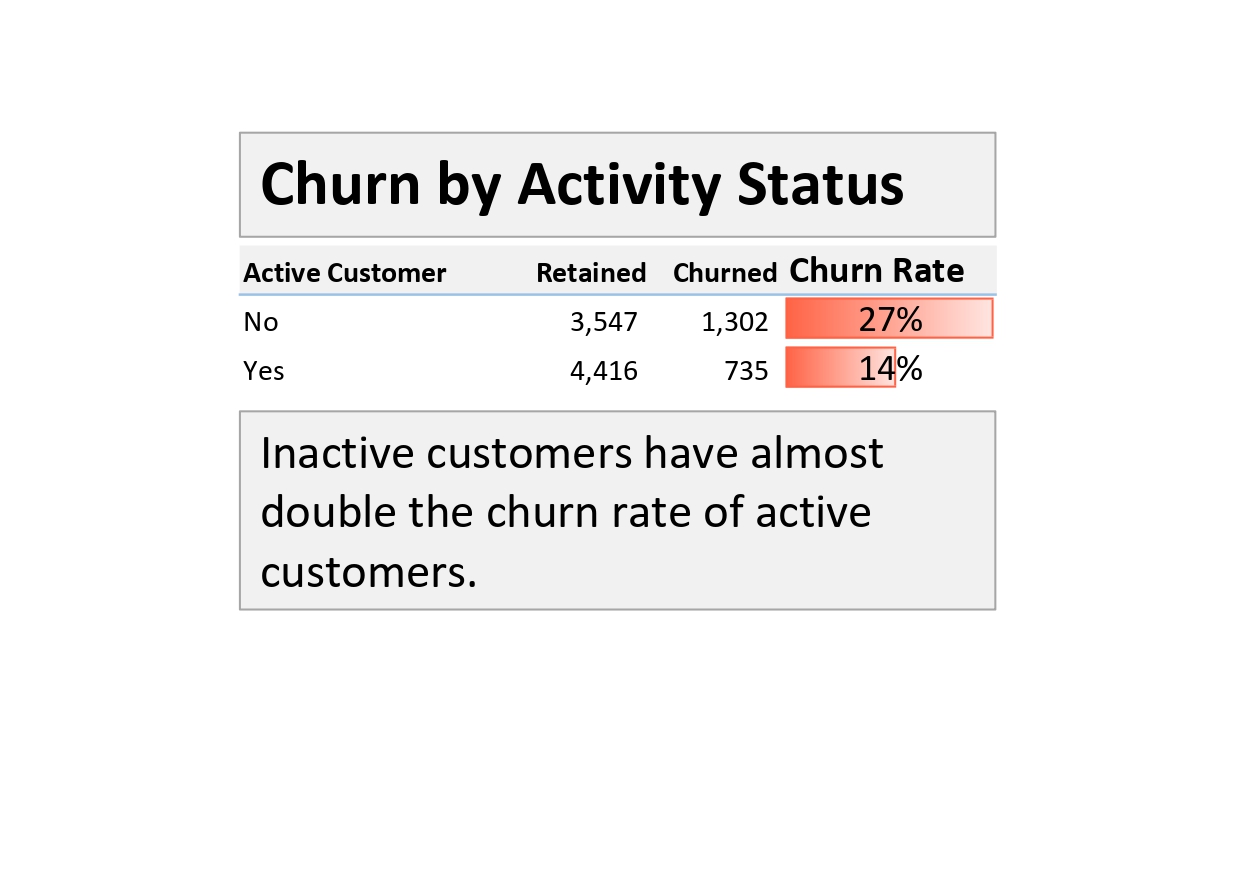 Churn by Activity Status
Active Customer Retained Churned Churn Rate
No 3,547 1,302 27%
Yes 4,416 735 14%
Inactive customers have almost
double the churn rate of active
customers.